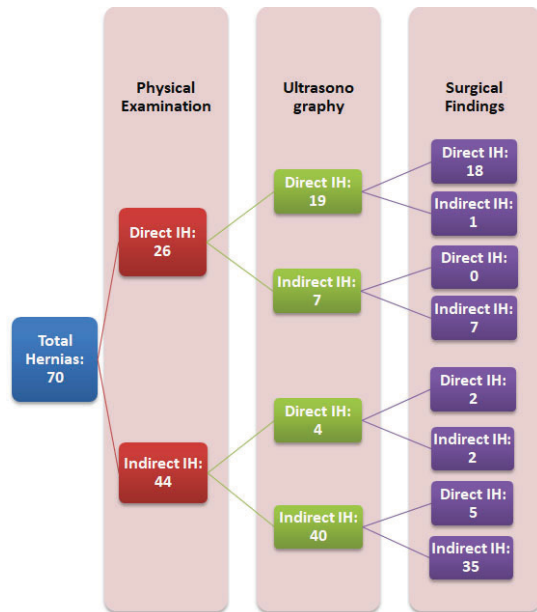 Physical
Examination
Ultrasono
graphy
Surgical
Findings
Total
Hernias:
70
Direct IH:
26
Indirect IH:
44
Direct IH:
19
Indirect IH:
7
Direct IH:
4
Indirect IH:
40
Direct IH:
18
Indirect IH:
1
Direct IH:
0
Indirect IH:
7
Direct IH:
2
Indirect IH:
2
Direct IH:
5
Indirect IH:
35